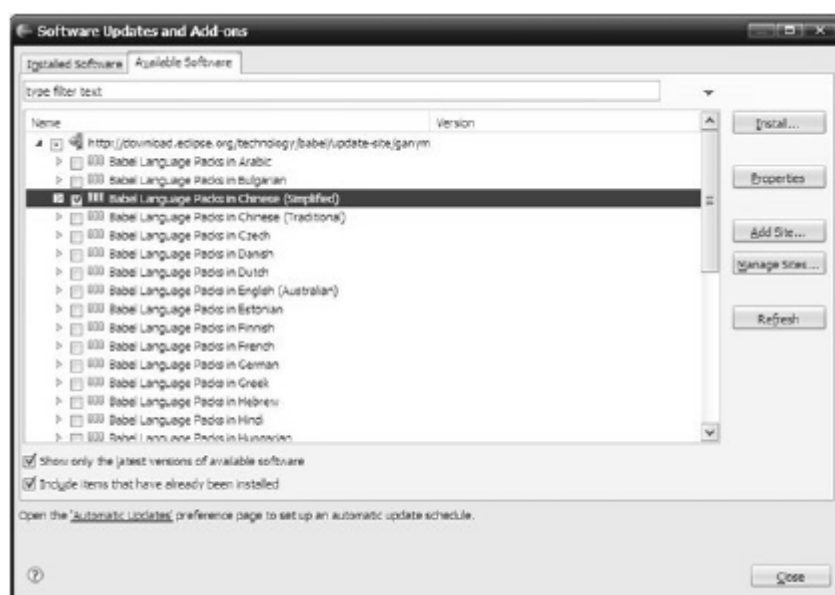 Software Updates and Add-ons
Installed Software Available Software
type filter text
Name Version
http://download.eclipse.org/technology/babel/update-site/ganym
Babel Language Packs in Arabic
Babel Language Packs in Bulgarian
Babel Language Packs in Chinese (Simplified)
Babel Language Packs in Chinese (Traditional)
Babel Language Packs in Czech
Babel Language Packs in Danish
Babel Language Packs in Dutch
Babel Language Packs in English (Australian)
Babel Language Packs in Estonian
Babel Language Packs in Finnish
Babel Language Packs in French
Babel Language Packs in German
Babel Language Packs in Greek
Babel Language Packs in Hebrew
Babel Language Packs in Hindi
Babel Language Packs in Hungarian
Install...
Properties
Add Site...
Manage Sites...
Refresh
Show only the latest versions of available software
Include items that have already been installed
Open the 'Automatic Updates' preference page to set up an automatic update schedule.
?
Close